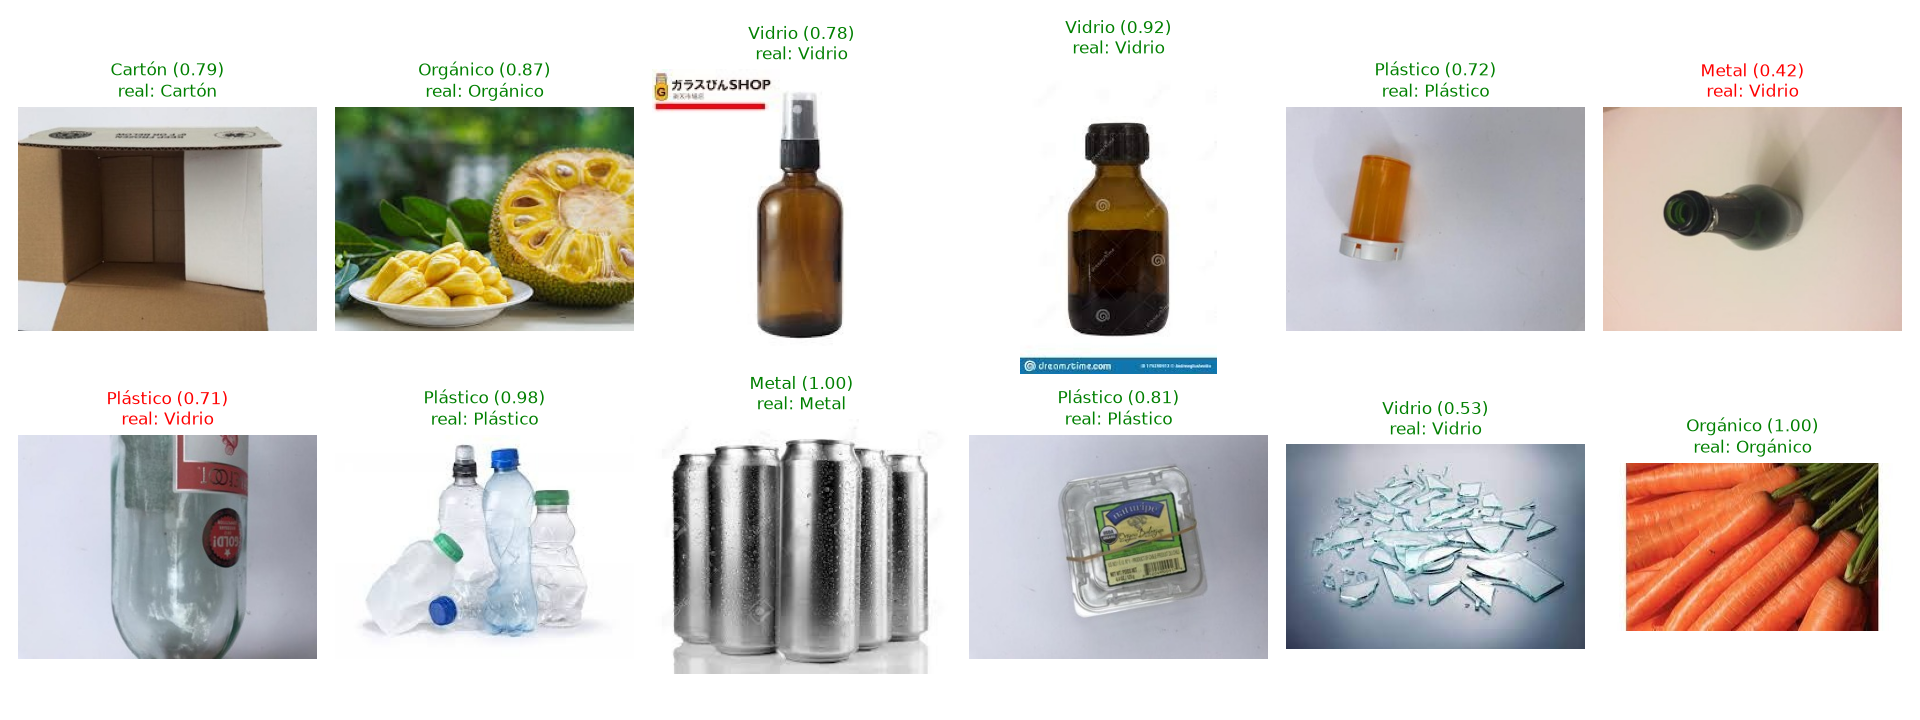 Cartón (0.79)
real: Cartón
Orgánico (0.87)
real: Orgánico
Vidrio (0.78)
real: Vidrio
ガラスびんSHOP
Vidrio (0.92)
real: Vidrio
dreamstime.com
Plástico (0.72)
real: Plástico
Metal (0.42)
real: Vidrio
Plástico (0.71)
real: Vidrio
GOLD!
Plástico (0.98)
real: Plástico
Metal (1.00)
real: Metal
Plástico (0.81)
real: Plástico
naturipe
Vidrio (0.53)
real: Vidrio
Orgánico (1.00)
real: Orgánico